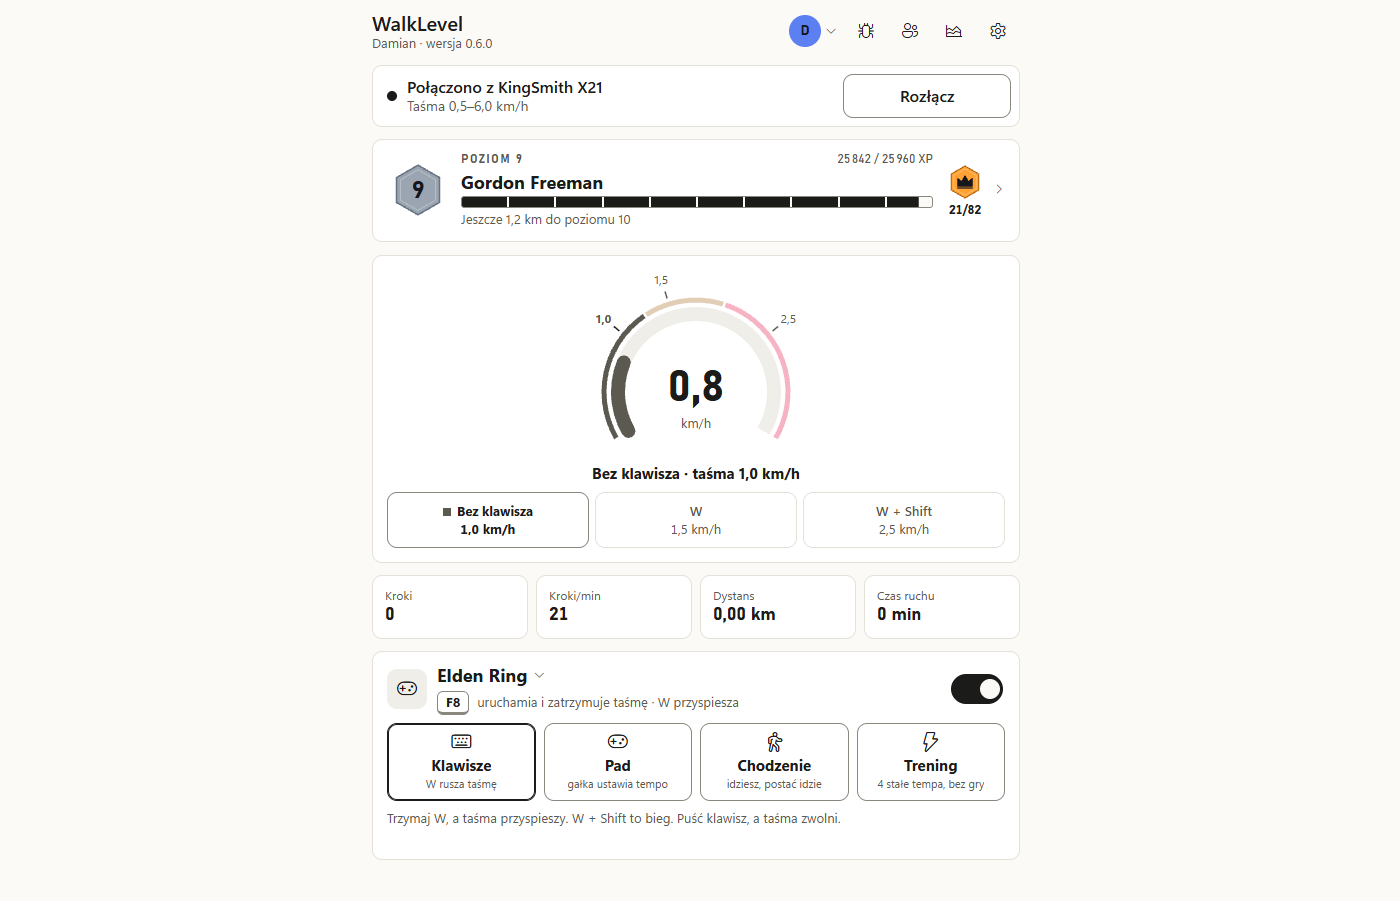 WalkLevel
Damian · wersja 0.6.0
D
Połączono z KingSmith X21
Taśma 0,5–6,0 km/h
Rozłącz
9
POZIOM 9
25 842 / 25 960 XP
Gordon Freeman
Jeszcze 1,2 km do poziomu 10
21/82
1,5
1,0
2,5
0,8
km/h
Bez klawisza · taśma 1,0 km/h
Bez klawisza
1,0 km/h
W
1,5 km/h
W + Shift
2,5 km/h
Kroki
0
Kroki/min
21
Dystans
0,00 km
Czas ruchu
0 min
Elden Ring
F8 uruchamia i zatrzymuje taśmę · W przyspiesza
Klawisze
W rusza taśmę
Pad
gałka ustawia tempo
Chodzenie
idziesz, postać idzie
Trening
4 stałe tempa, bez gry
Trzymaj W, a taśma przyspieszy. W + Shift to bieg. Puść klawisz, a taśma zwolni.